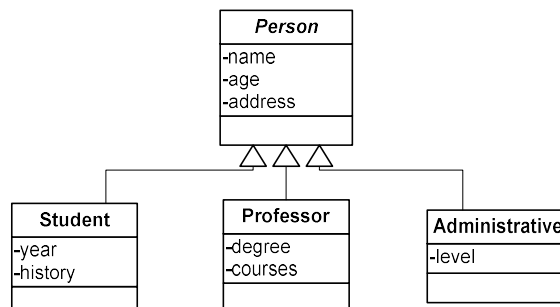 Person
-name
-age
-address
Student
-year
-history
Professor
-degree
-courses
Administrative
-level